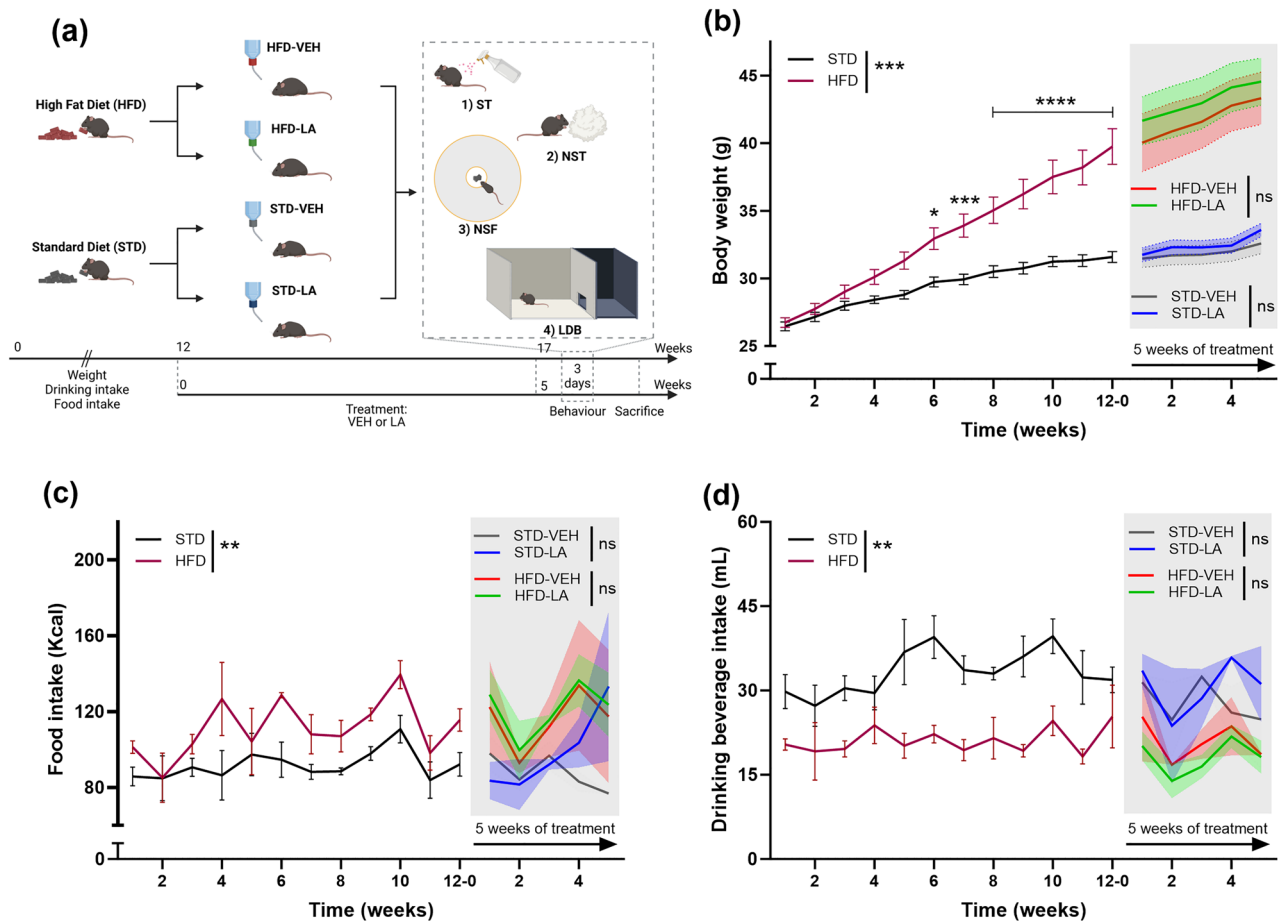 (a)
HFD-VEH
High Fat Diet (HFD)
HFD-LA
STD-VEH
Standard Diet (STD)
STD-LA
1) ST
2) NST
3) NSF
4) LDB
0
12
17
Weeks
Weight
Drinking intake
Food intake
0
5
3
days
Weeks
Treatment:
VEH or LA
Behaviour
Sacrifice
(b)
Body weight (g)
45
40
35
30
25
0
STD
HFD
***
*
***
****
HFD-VEH
HFD-LA
ns
STD-VEH
STD-LA
ns
5 weeks of treatment
2
4
6
8
10
12-0
2
4
Time (weeks)
(c)
Food intake (Kcal)
200
160
120
80
0
STD
HFD
**
STD-VEH
STD-LA
ns
HFD-VEH
HFD-LA
ns
5 weeks of treatment
2
4
6
8
10
12-0
2
4
Time (weeks)
(d)
Drinking beverage intake (mL)
60
45
30
15
0
STD
HFD
**
STD-VEH
STD-LA
ns
HFD-VEH
HFD-LA
ns
5 weeks of treatment
2
4
6
8
10
12-0
2
4
Time (weeks)